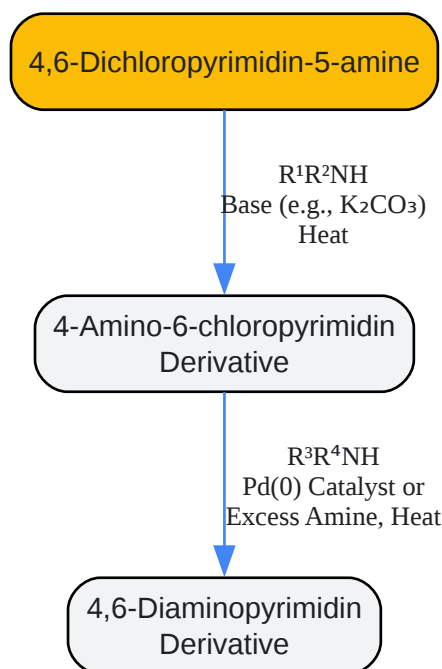 4,6-Dichloropyrimidin-5-amine
R¹R²NH
Base (e.g., K₂CO₃)
Heat
4-Amino-6-chloropyrimidin
Derivative
R³R⁴NH
Pd(0) Catalyst or
Excess Amine, Heat
4,6-Diaminopyrimidin
Derivative